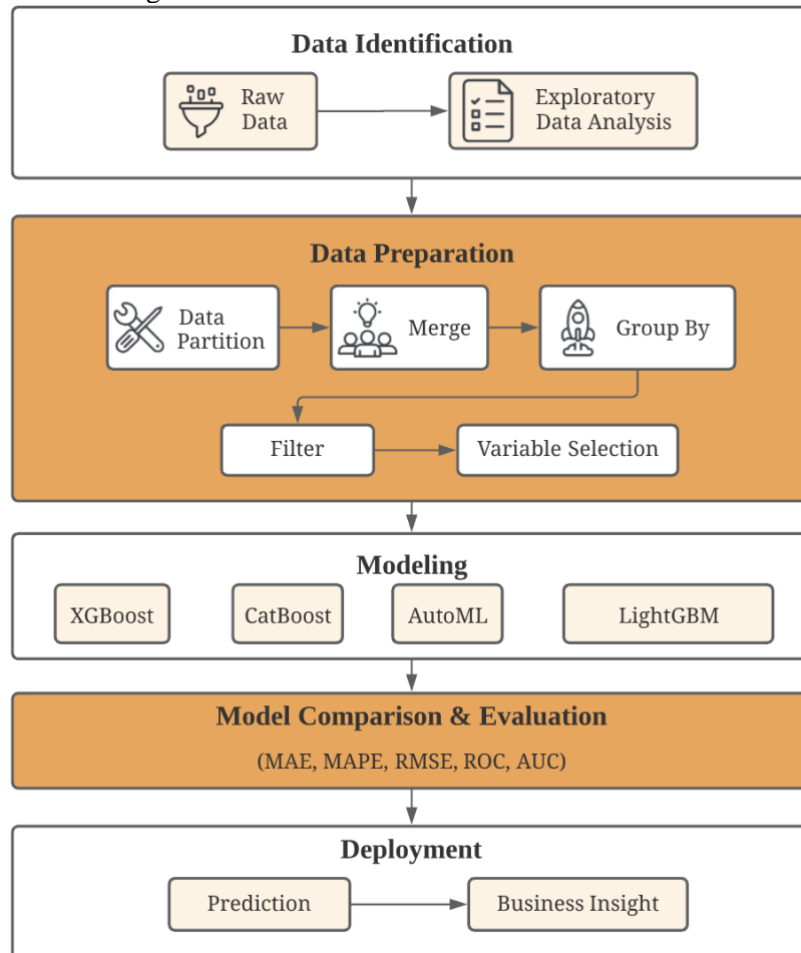 Data Identification
Raw
Data
Exploratory
Data Analysis
Data Preparation
Data
Partition
Merge
Group By
Filter
Variable Selection
Modeling
XGBoost
CatBoost
AutoML
LightGBM
Model Comparison & Evaluation
(MAE, MAPE, RMSE, ROC, AUC)
Deployment
Prediction
Business Insight